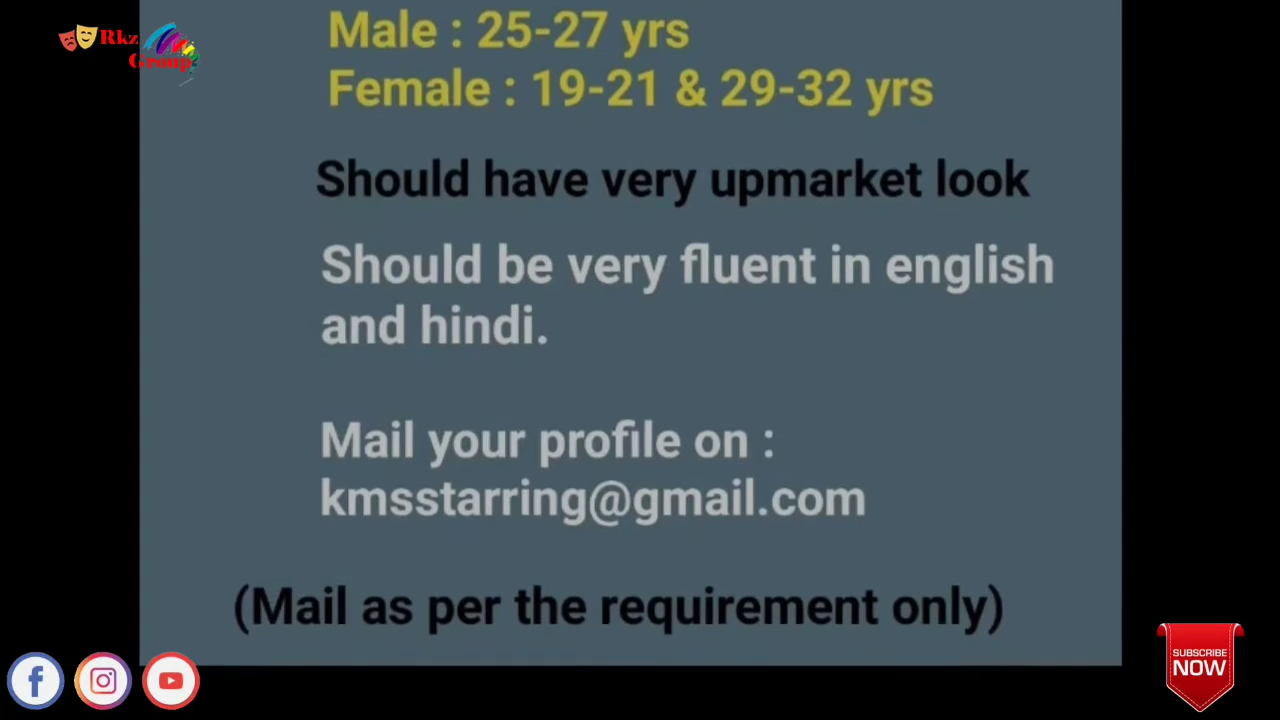 Rkz
Group
Male : 25-27 yrs
Female : 19-21 & 29-32 yrs
Should have very upmarket look
Should be very fluent in english
and hindi.
Mail your profile on :
kmsstarring@gmail.com
(Mail as per the requirement only)
SUBSCRIBE
NOW